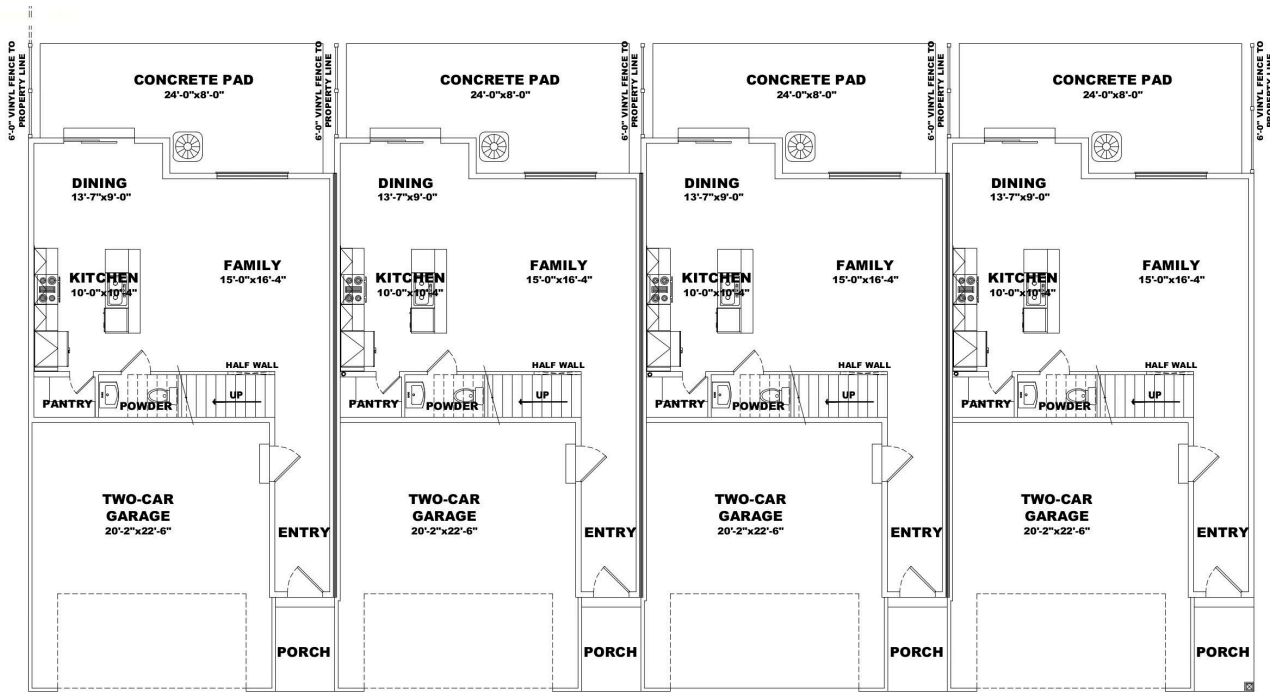 6'-0" VINYL FENCE TO
PROPERTY LINE
CONCRETE PAD
24'-0"x8'-0"
6'-0" VINYL FENCE TO
PROPERTY LINE
CONCRETE PAD
24'-0"x8'-0"
6'-0" VINYL FENCE TO
PROPERTY LINE
CONCRETE PAD
24'-0"x8'-0"
6'-0" VINYL FENCE TO
PROPERTY LINE
CONCRETE PAD
24'-0"x8'-0"
6'-0" VINYL FENCE TO
PROPERTY LINE
DINING
13'-7"x9'-0"
KITCHEN
10'-0"x10'-4"
FAMILY
15'-0"x16'-4"
HALF WALL
PANTRY
POWDER
UP
TWO-CAR
GARAGE
20'-2"x22'-6"
ENTRY
PORCH
DINING
13'-7"x9'-0"
KITCHEN
10'-0"x10'-4"
FAMILY
15'-0"x16'-4"
HALF WALL
PANTRY
POWDER
UP
TWO-CAR
GARAGE
20'-2"x22'-6"
ENTRY
PORCH
DINING
13'-7"x9'-0"
KITCHEN
10'-0"x10'-4"
FAMILY
15'-0"x16'-4"
HALF WALL
PANTRY
POWDER
UP
TWO-CAR
GARAGE
20'-2"x22'-6"
ENTRY
PORCH
DINING
13'-7"x9'-0"
KITCHEN
10'-0"x10'-4"
FAMILY
15'-0"x16'-4"
HALF WALL
PANTRY
POWDER
UP
TWO-CAR
GARAGE
20'-2"x22'-6"
ENTRY
PORCH